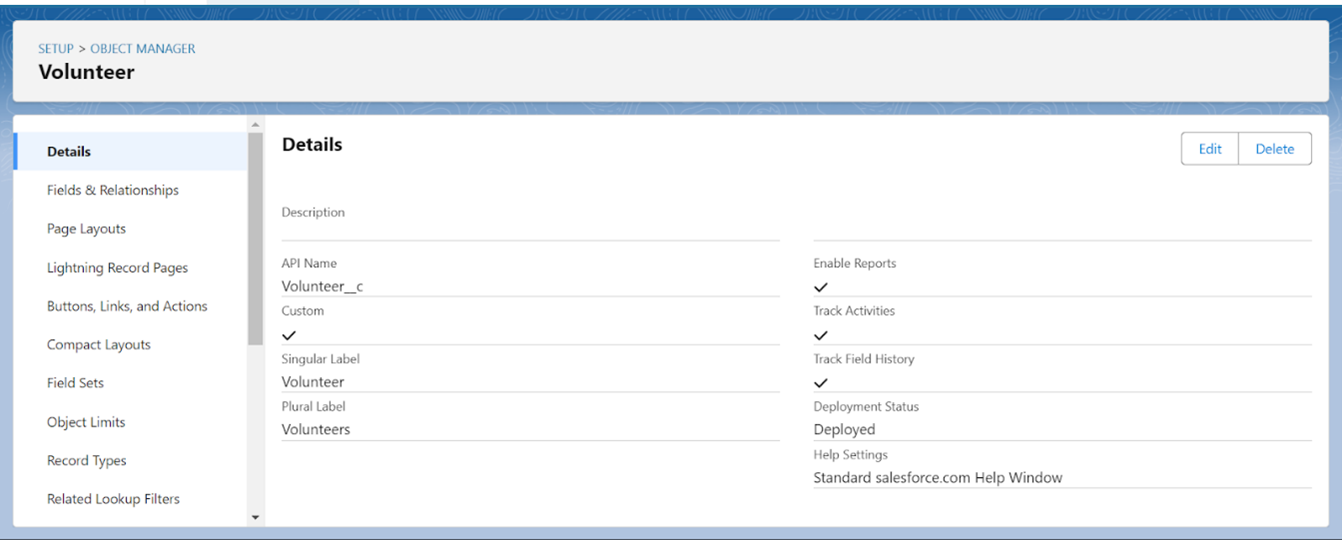 SETUP > OBJECT MANAGER
Volunteer
Details
Fields & Relationships
Page Layouts
Lightning Record Pages
Buttons, Links, and Actions
Compact Layouts
Field Sets
Object Limits
Record Types
Related Lookup Filters
Details
Edit
Delete
Description
API Name
Volunteer__c
Custom
Singular Label
Volunteer
Plural Label
Volunteers
Enable Reports
Track Activities
Track Field History
Deployment Status
Deployed
Help Settings
Standard salesforce.com Help Window